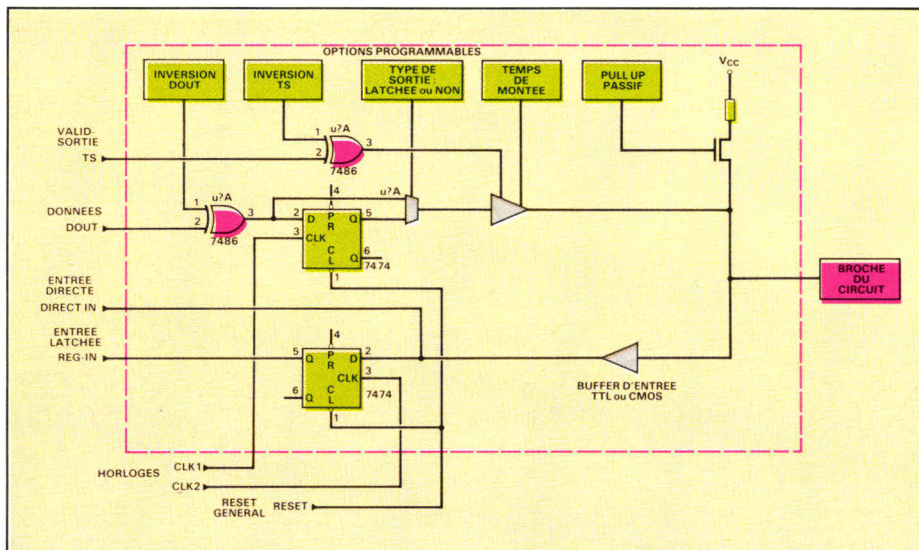 OPTIONS PROGRAMMABLES
INVERSION
DOUT
INVERSION
TS
TYPE DE
SORTIE :
LATCHEE ou NON
TEMPS
DE
MONTEE
PULL UP
PASSIF
VCC
VALID-
SORTIE
TS
1
2
u?A
3
7486
4
u?A
DONNEES
DOUT
1
2
u?A
3
7486
2
D
P
R
Q
5
3
CLK
C
L
Q
6
7474
1
ENTREE
DIRECTE
DIRECT IN
ENTREE
LATCHEE
REG-IN
4
5
Q
P
R
D
2
CLK
3
6
Q
C
L
7474
1
BUFFER D'ENTREE
TTL ou CMOS
BROCHE
DU
CIRCUIT
HORLOGES
CLK1
CLK2
RESET
GENERAL
RESET